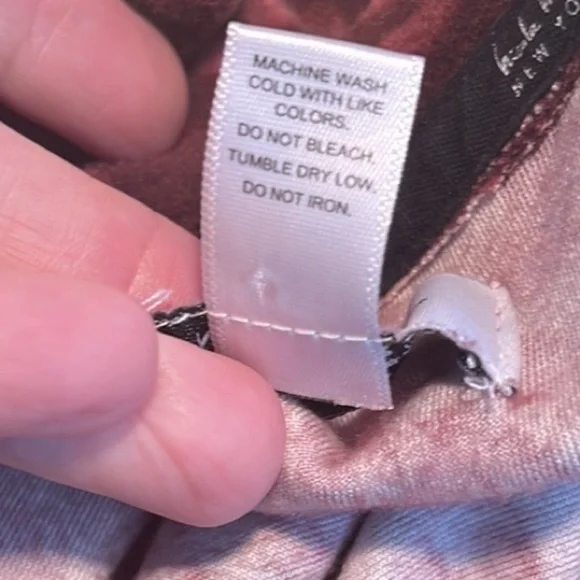 MACHINE WASH
COLD WITH LIKE
COLORS.
DO NOT BLEACH.
TUMBLE DRY LOW.
DO NOT IRON.